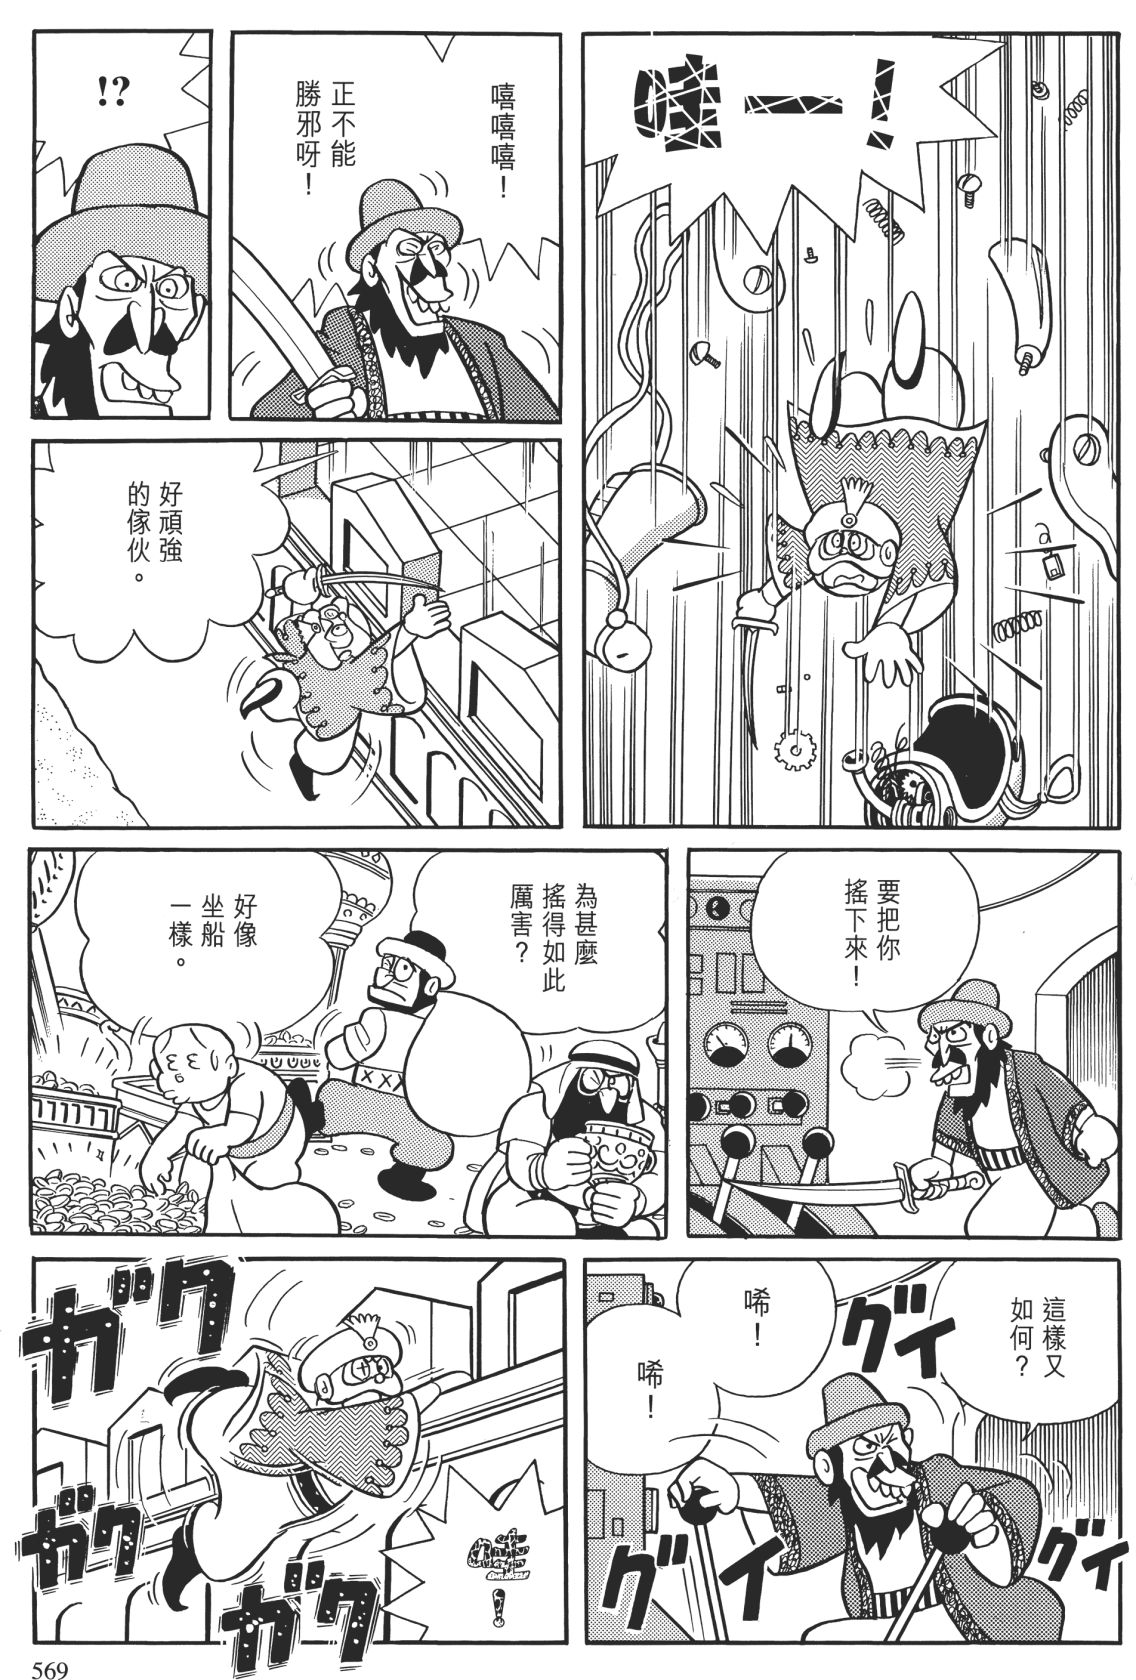 哇—！
嘻嘻嘻！
正不能
勝邪呀！
!?
好頑強
的傢伙。
要把你
搖下來！
為甚麼
搖得如此
厲害？
好像
坐船
一樣。
這樣又
如何？
唏！
唏！
グイ
グイ
グイ
ガク
ガク
ガク
哇！
569